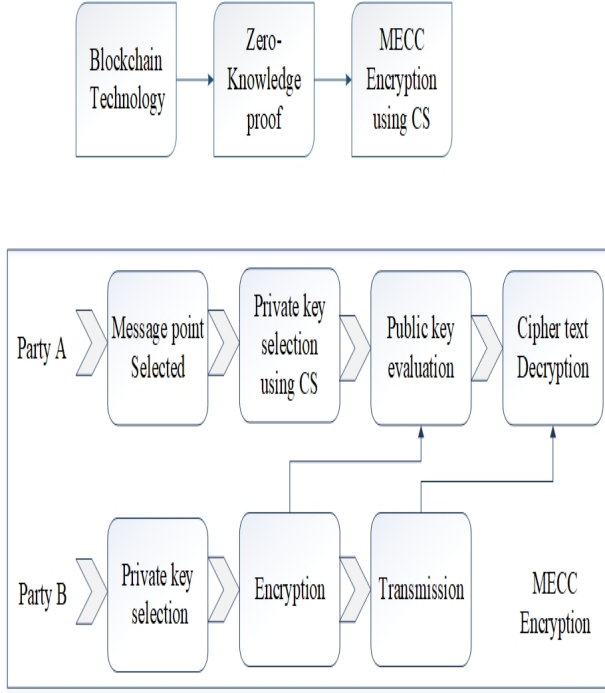 Blockchain
Technology
Zero-
Knowledge
proof
MECC
Encryption
using CS
Party A
Message point
Selected
Private key
selection
using CS
Public key
evaluation
Cipher text
Decryption
Party B
Private key
selection
Encryption
Transmission
MECC
Encryption